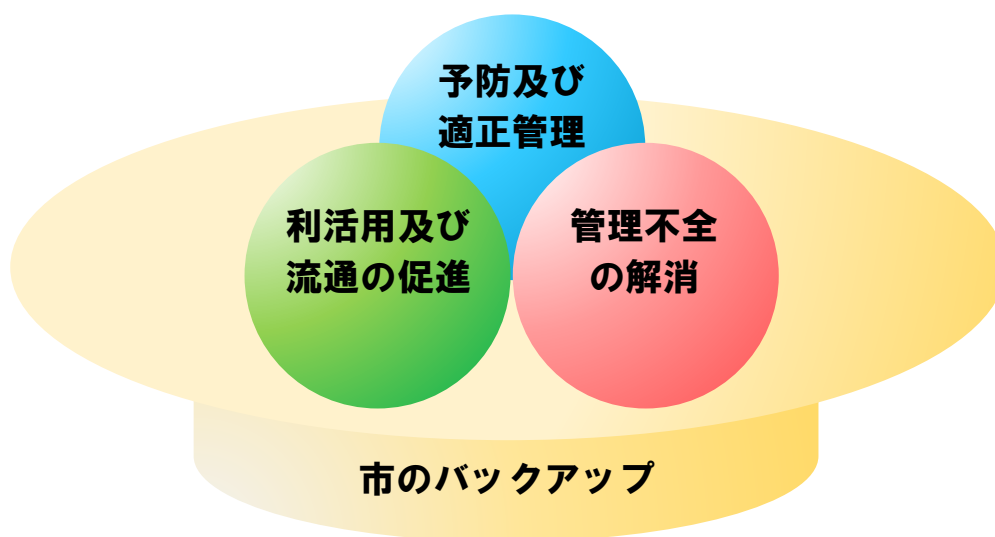 予防及び
適正管理
利活用及び
流通の促進
管理不全
の解消
市のバックアップ